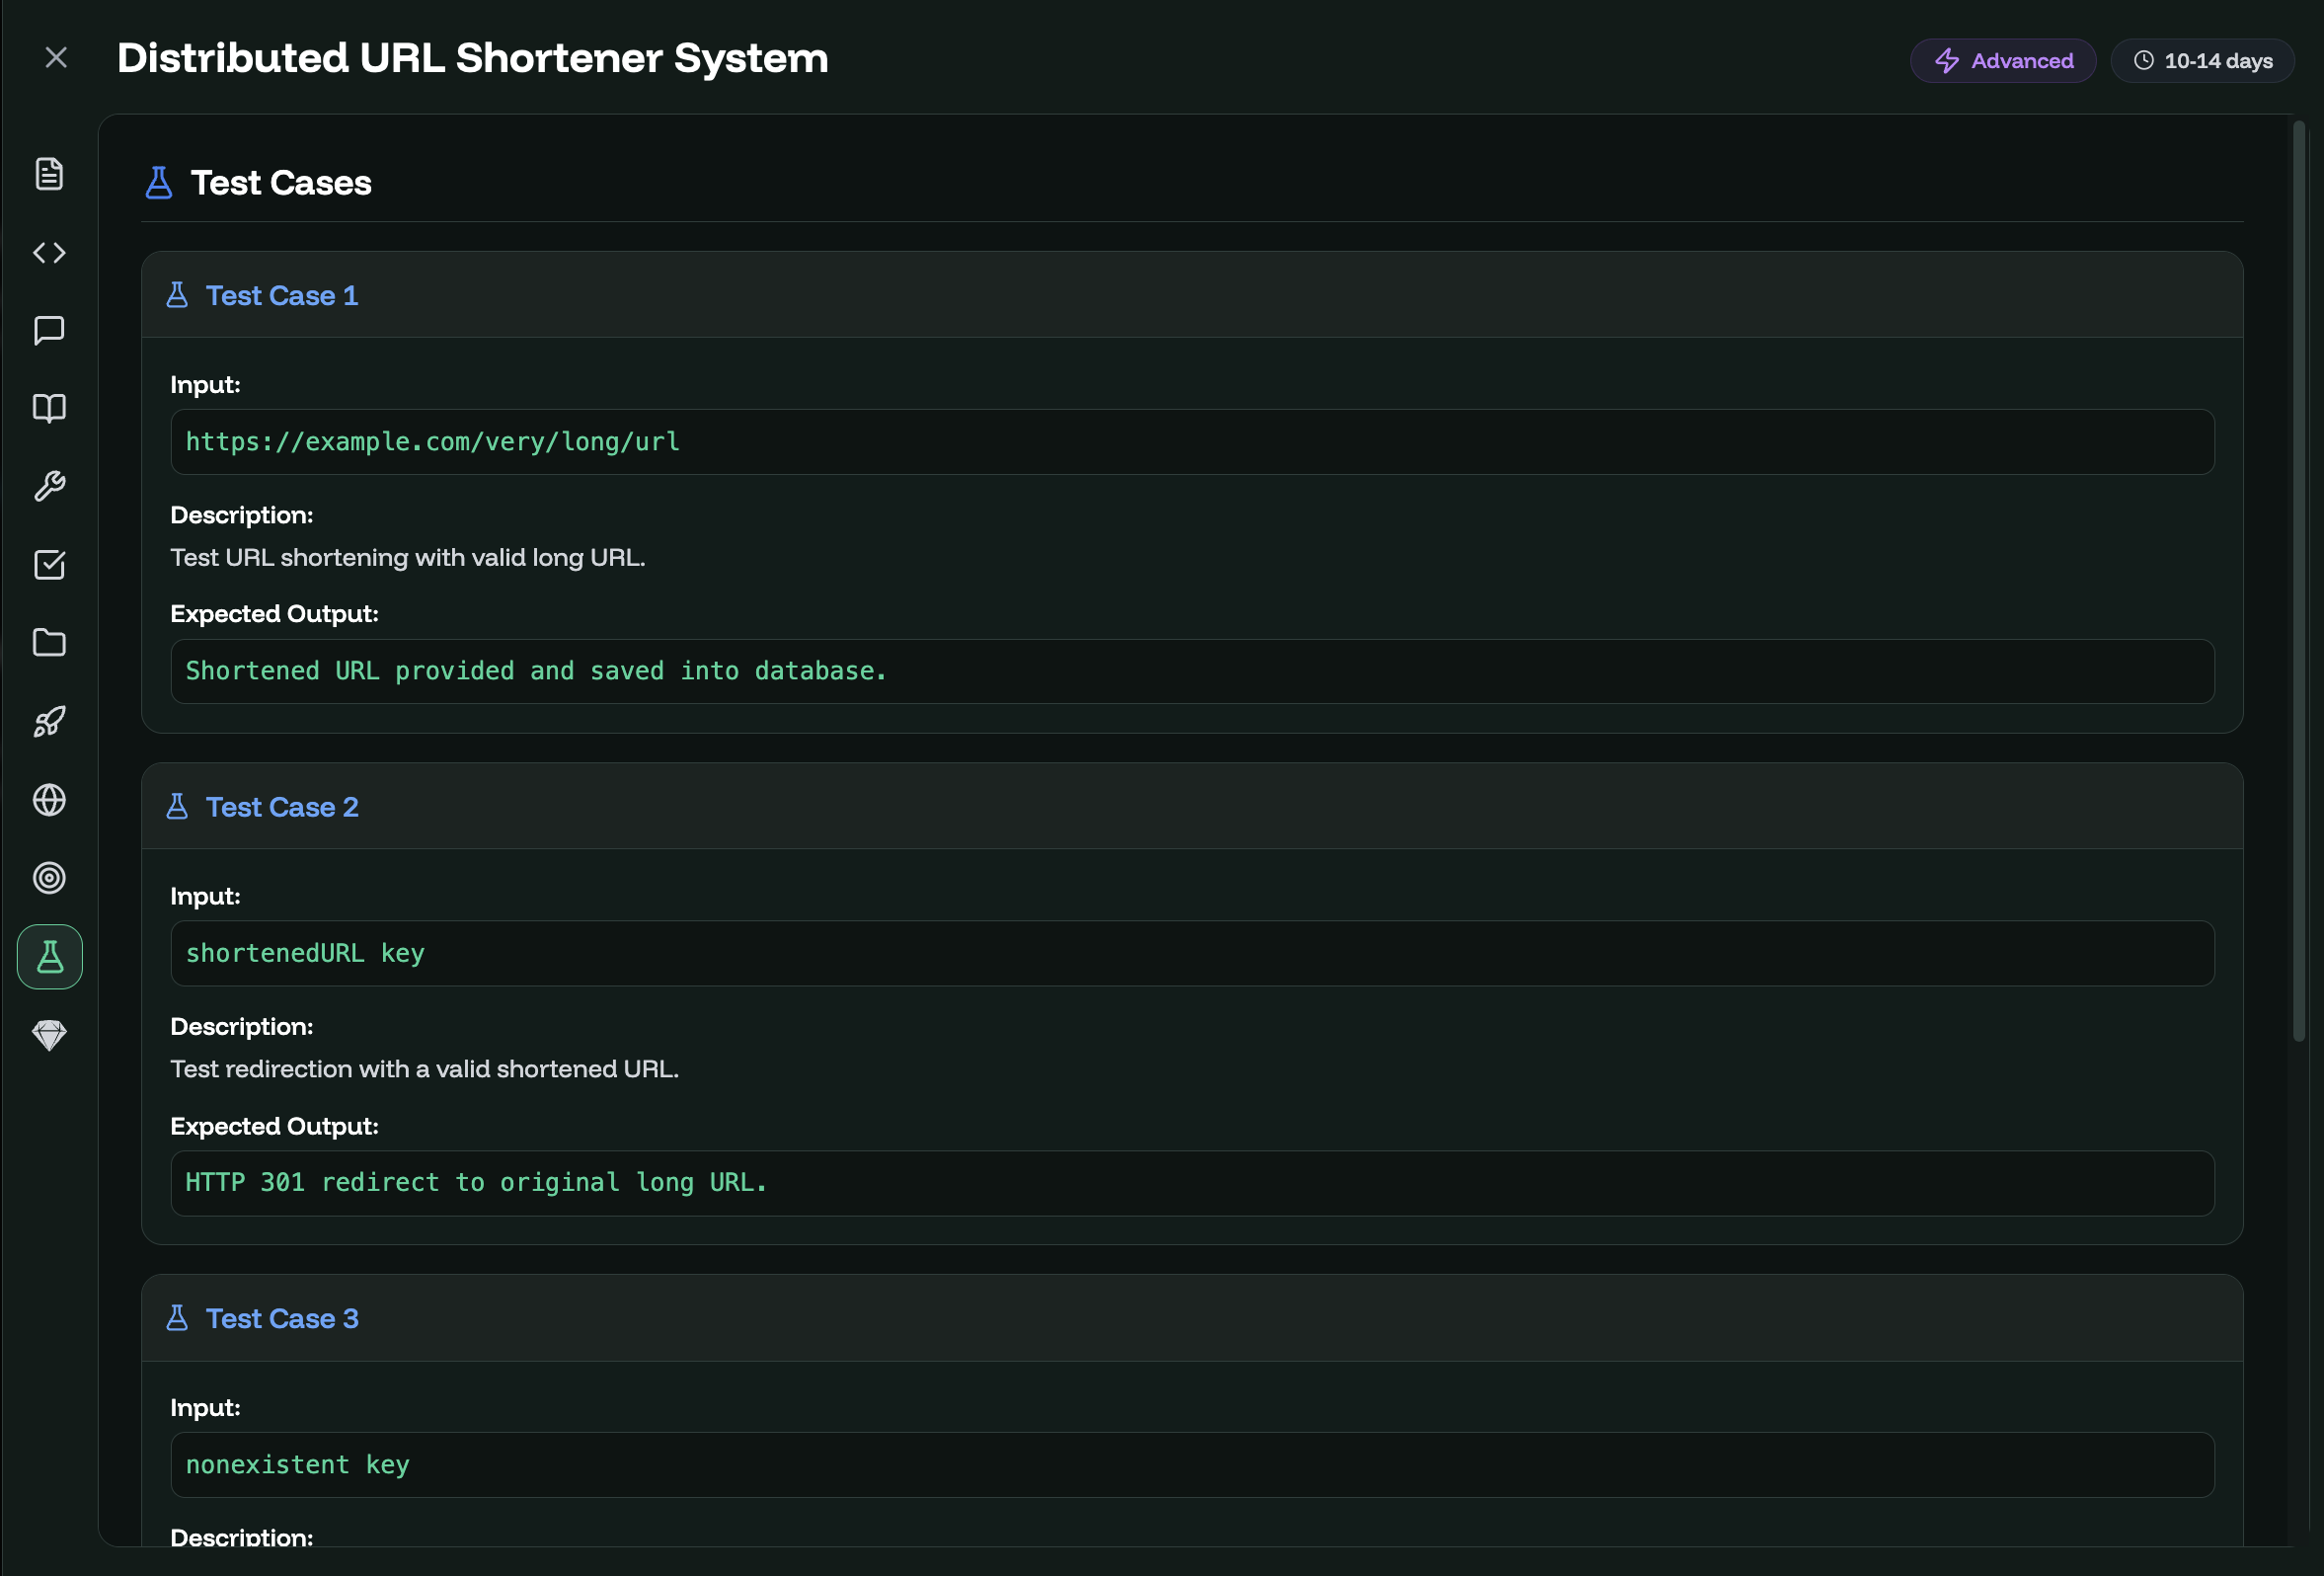 Distributed URL Shortener System
Advanced
10-14 days
Test Cases
Test Case 1
Input:
https://example.com/very/long/url
Description:
Test URL shortening with valid long URL.
Expected Output:
Shortened URL provided and saved into database.
Test Case 2
Input:
shortenedURL key
Description:
Test redirection with a valid shortened URL.
Expected Output:
HTTP 301 redirect to original long URL.
Test Case 3
Input:
nonexistent key
Description: